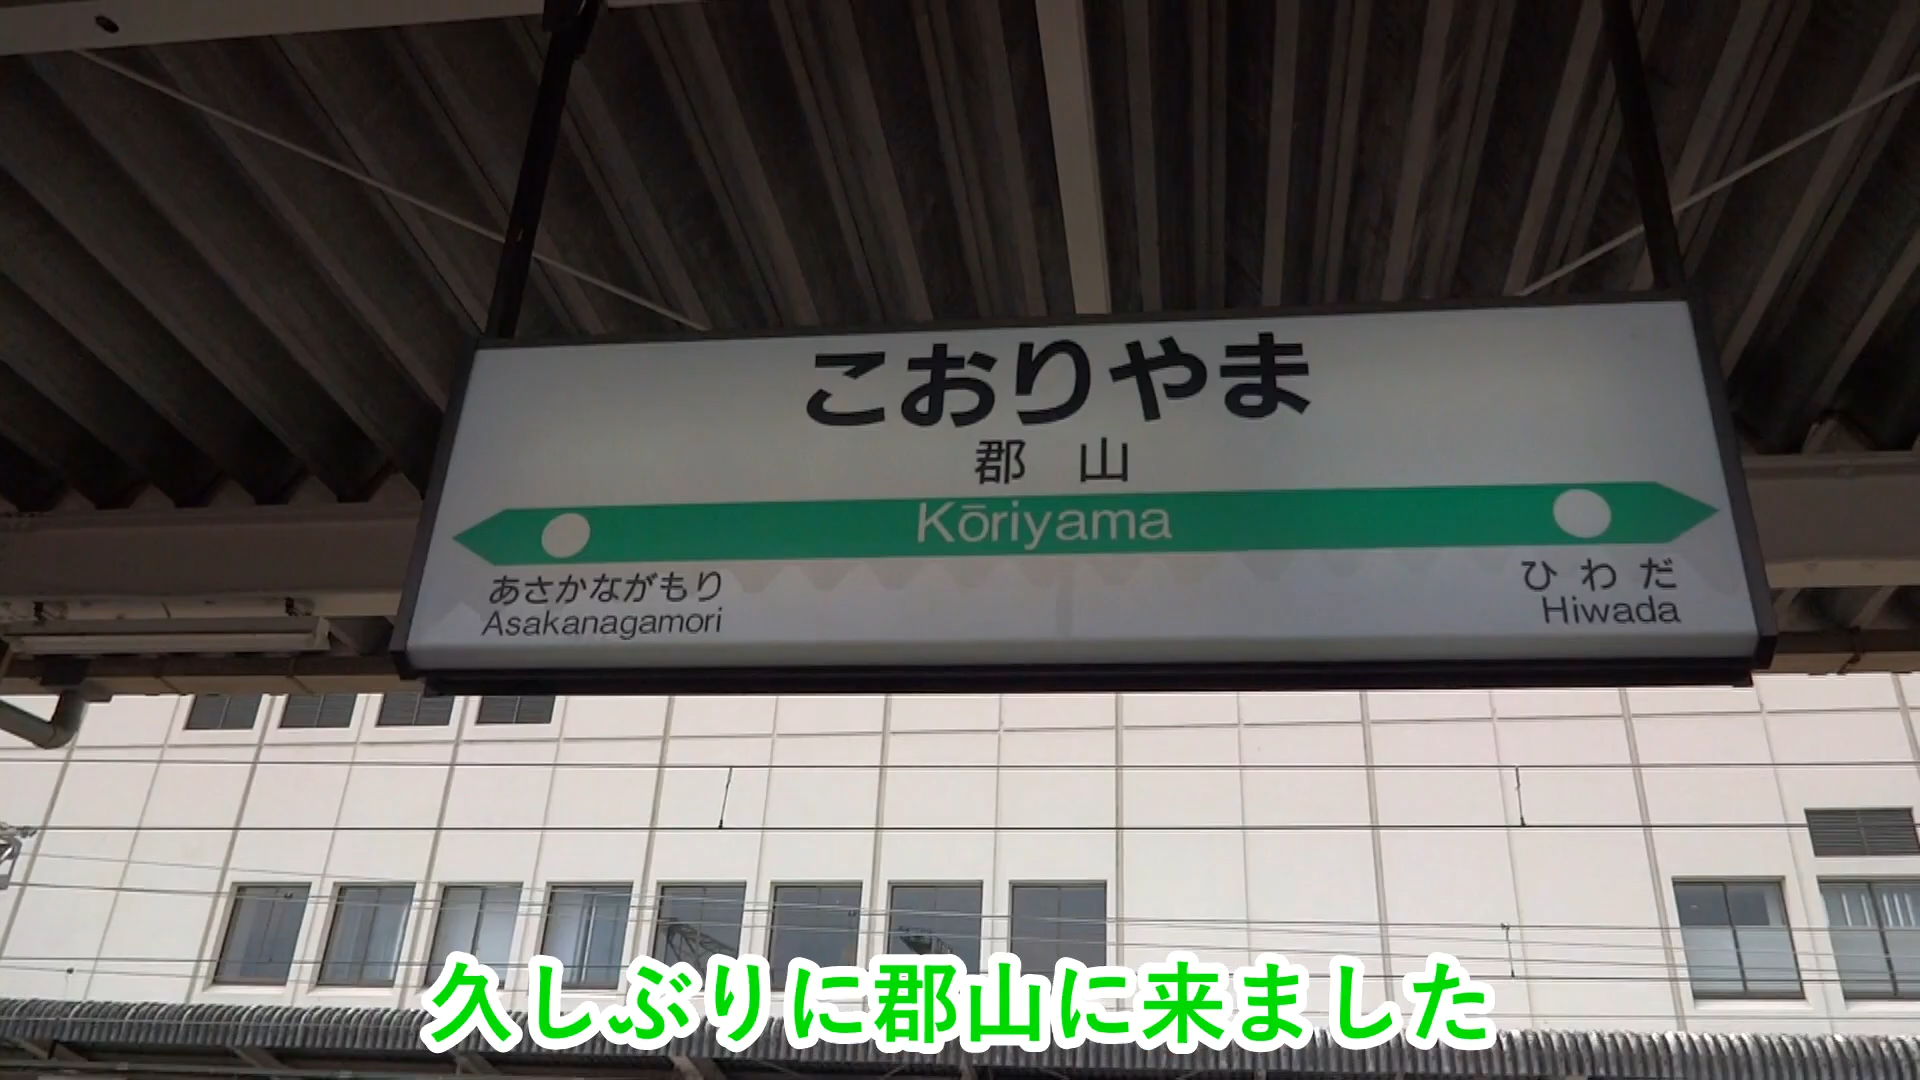 こおりやま
郡山
Kōriyama
あさかながもり
Asakanagamori
ひわだ
Hiwada
久しぶりに郡山に来ました